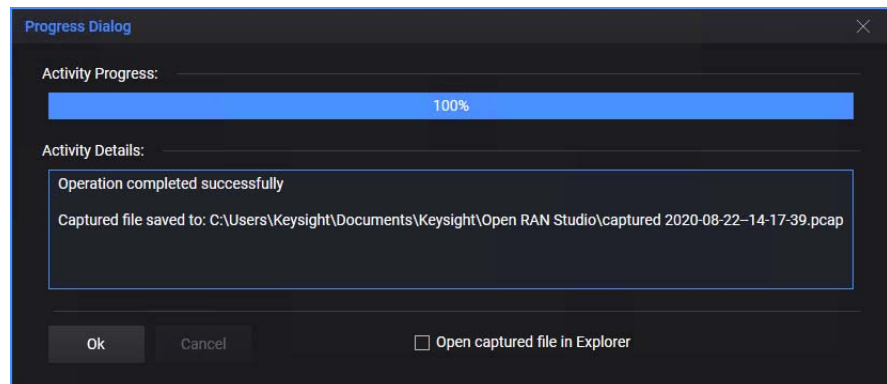 Progress Dialog
Activity Progress:
100%
Activity Details:
Operation completed successfully
Captured file saved to: C:\Users\Keysight\Documents\Keysight\Open RAN Studio\captured 2020-08-22--14-17-39.pcap
Ok Cancel Open captured file in Explorer